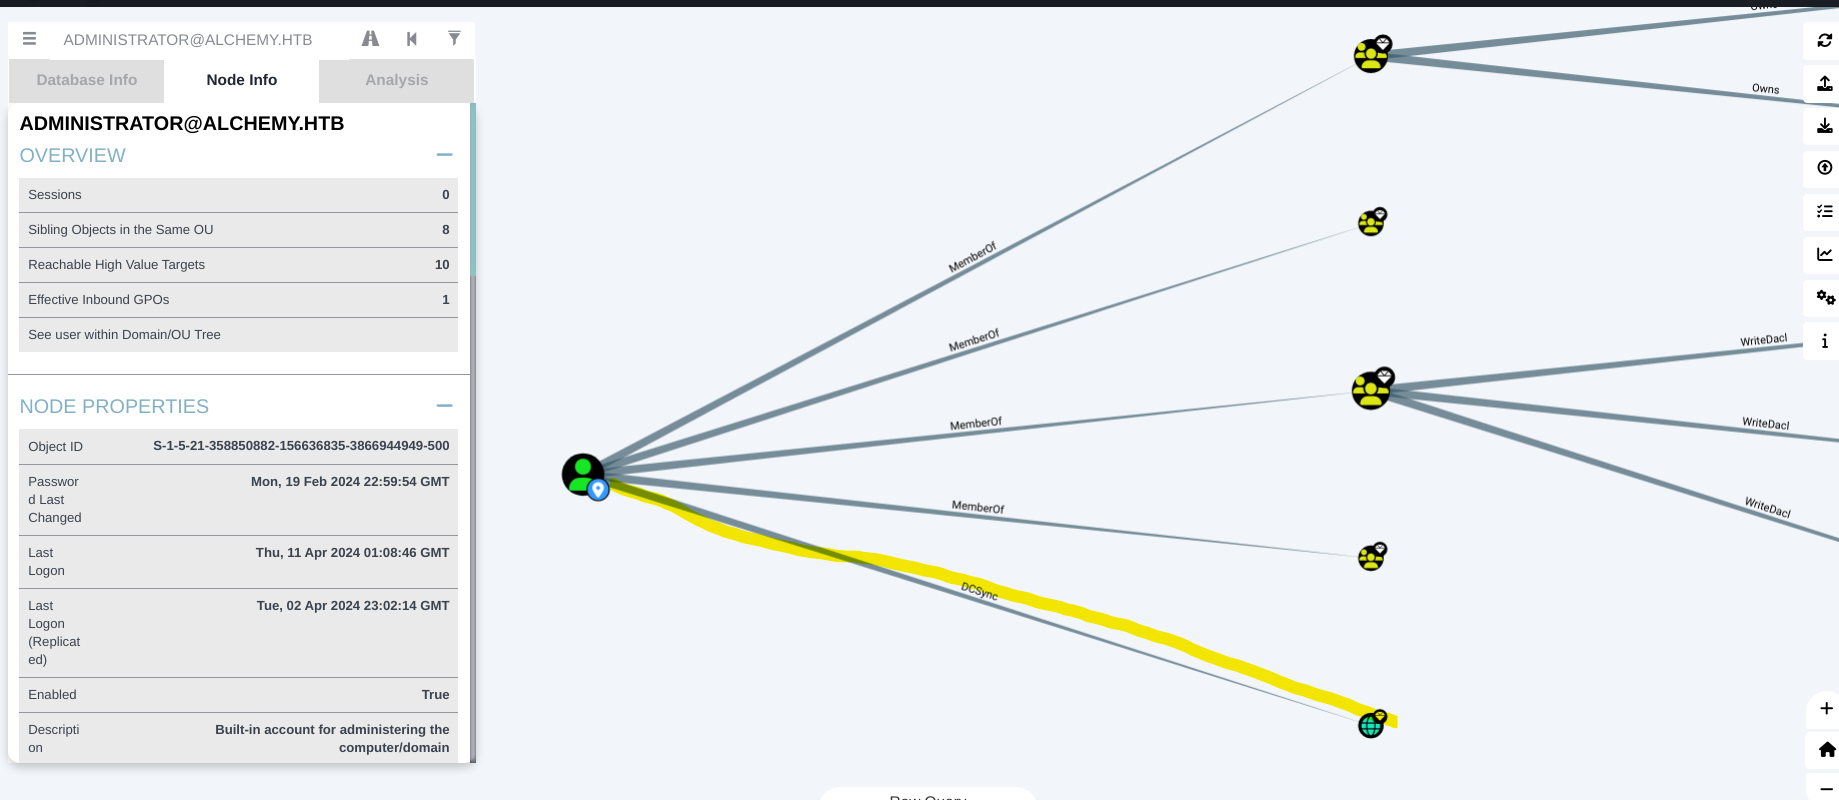 ADMINISTRATOR@ALCHEMY.HTB
Database Info
Node Info
Analysis
ADMINISTRATOR@ALCHEMY.HTB
OVERVIEW
Sessions 0
Sibling Objects in the Same OU 8
Reachable High Value Targets 10
Effective Inbound GPOs 1
See user within Domain/OU Tree
NODE PROPERTIES
Object ID S-1-5-21-358850882-156636835-3866944949-500
Passwor Mon, 19 Feb 2024 22:59:54 GMT
d Last
Changed
Last Thu, 11 Apr 2024 01:08:46 GMT
Logon
Last Tue, 02 Apr 2024 23:02:14 GMT
Logon
(Replicat
ed)
Enabled True
Descripti Built-in account for administering the
on computer/domain
Owns
Owns
MemberOf
MemberOf
MemberOf
MemberOf
DCSync
WriteDacl
WriteDacl
WriteDacl
Raw Query